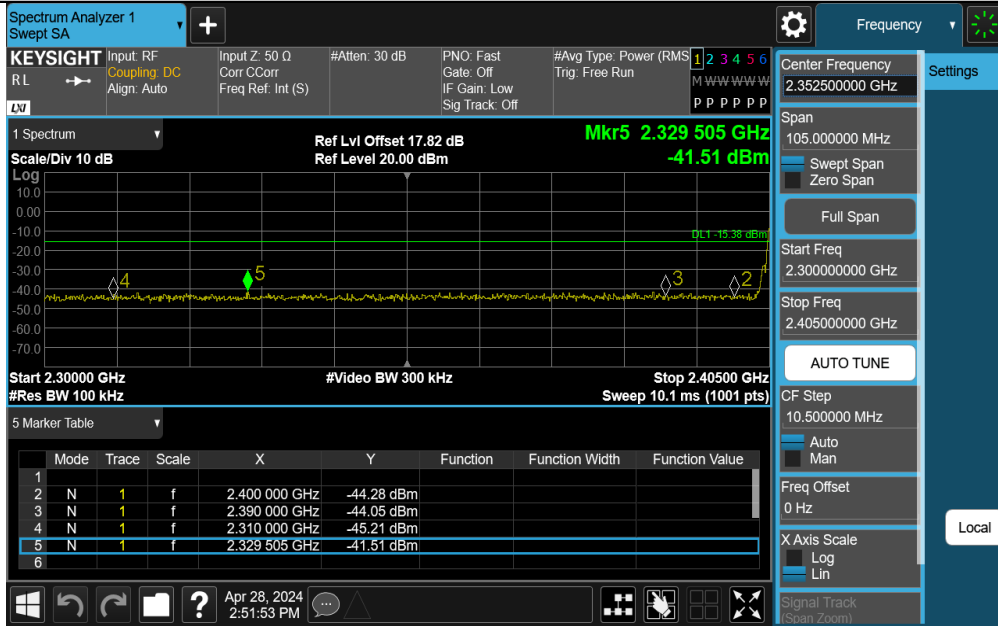 Spectrum Analyzer 1
Swept SA
+
Frequency
KEYSIGHT
RL
LXI
Input: RF
Coupling: DC
Align: Auto
Input Z: 50 Ω
Corr CCorr
Freq Ref: Int (S)
#Atten: 30 dB
PNO: Fast
Gate: Off
IF Gain: Low
Sig Track: Off
#Avg Type: Power (RMS
Trig: Free Run
1 2 3 4 5 6
M W W W W W
P P P P P P
1 Spectrum
Scale/Div 10 dB
Ref Lvl Offset 17.82 dB
Ref Level 20.00 dBm
Mkr5 2.329 505 GHz
-41.51 dBm
Log
10.0
0.00
-10.0
-20.0
-30.0
-40.0
-50.0
-60.0
-70.0
DL1 -15.38 dBm
4
5
3
2
Start 2.30000 GHz
#Res BW 100 kHz
#Video BW 300 kHz
Stop 2.40500 GHz
Sweep 10.1 ms (1001 pts)
5 Marker Table
Mode Trace Scale X Y Function Function Width Function Value
1
2 N 1 f 2.400 000 GHz -44.28 dBm
3 N 1 f 2.390 000 GHz -44.05 dBm
4 N 1 f 2.310 000 GHz -45.21 dBm
5 N 1 f 2.329 505 GHz -41.51 dBm
6
?
Apr 28, 2024
2:51:53 PM
Center Frequency
2.352500000 GHz
Span
105.000000 MHz
Swept Span
Zero Span
Full Span
Start Freq
2.300000000 GHz
Stop Freq
2.405000000 GHz
AUTO TUNE
CF Step
10.500000 MHz
Auto
Man
Freq Offset
0 Hz
X Axis Scale
Log
Lin
Signal Track
(Span Zoom)
Settings
Local